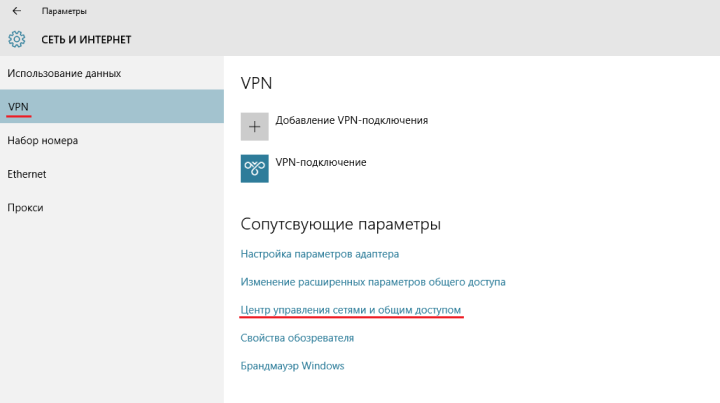 Параметры
СЕТЬ И ИНТЕРНЕТ
Использование данных
VPN
Набор номера
Ethernet
Прокси
VPN
Добавление VPN-подключения
VPN-подключение
Сопутсвующие параметры
Настройка параметров адаптера
Изменение расширенных параметров общего доступа
Центр управления сетями и общим доступом
Свойства обозревателя
Брандмауэр Windows